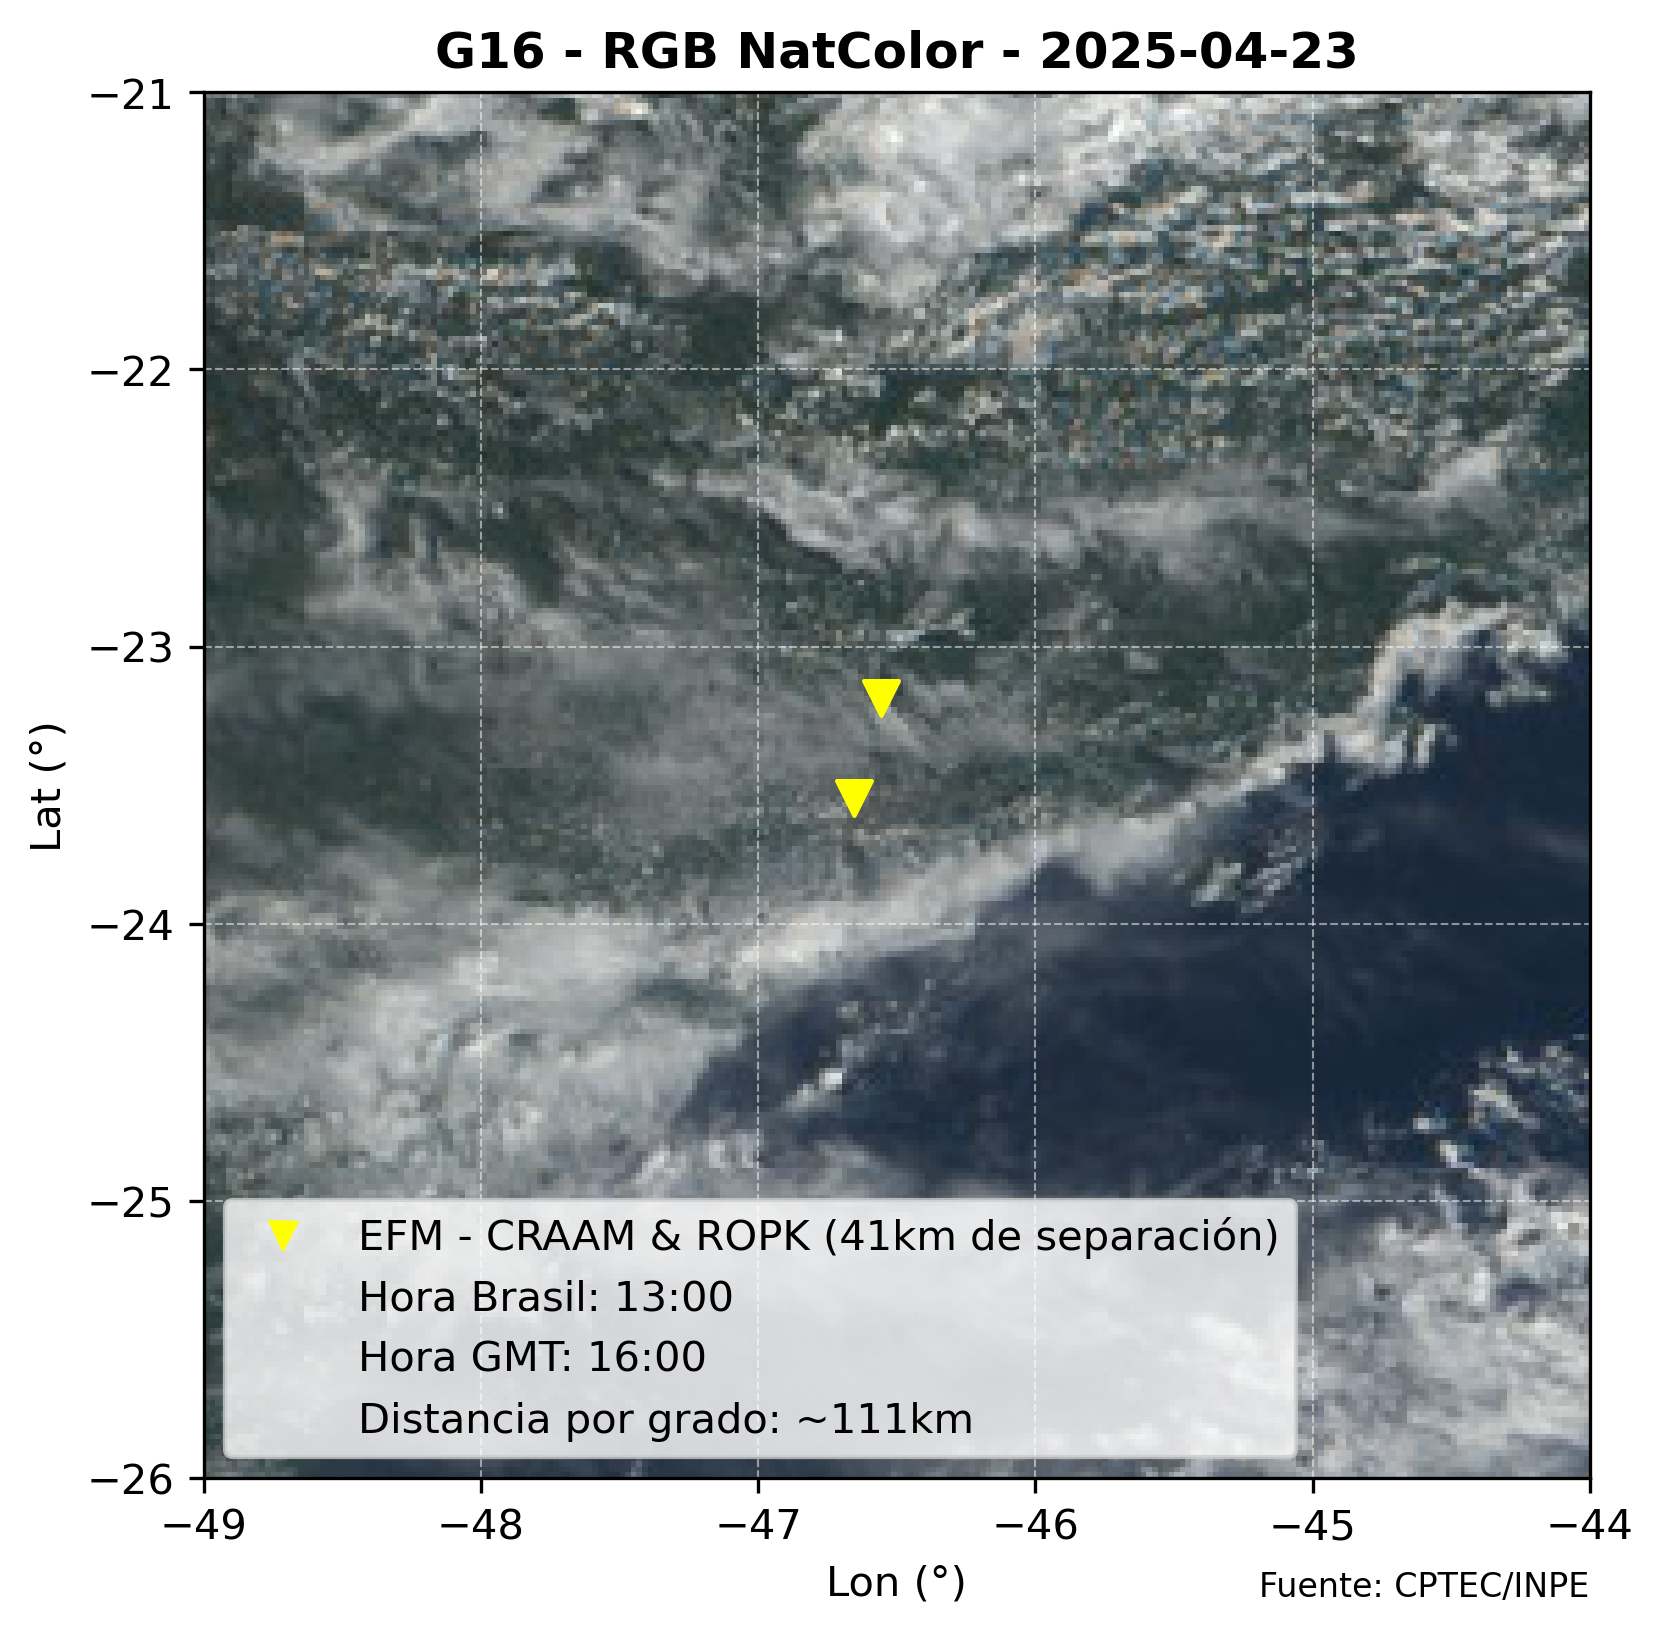 G16 - RGB NatColor - 2025-04-23
−21
−22
−23
−24
−25
−26
Lat (°)
EFM - CRAAM & ROPK (41km de separación)
Hora Brasil: 13:00
Hora GMT: 16:00
Distancia por grado: ~111km
−49 −48 −47 −46 −45 −44
Lon (°)
Fuente: CPTEC/INPE